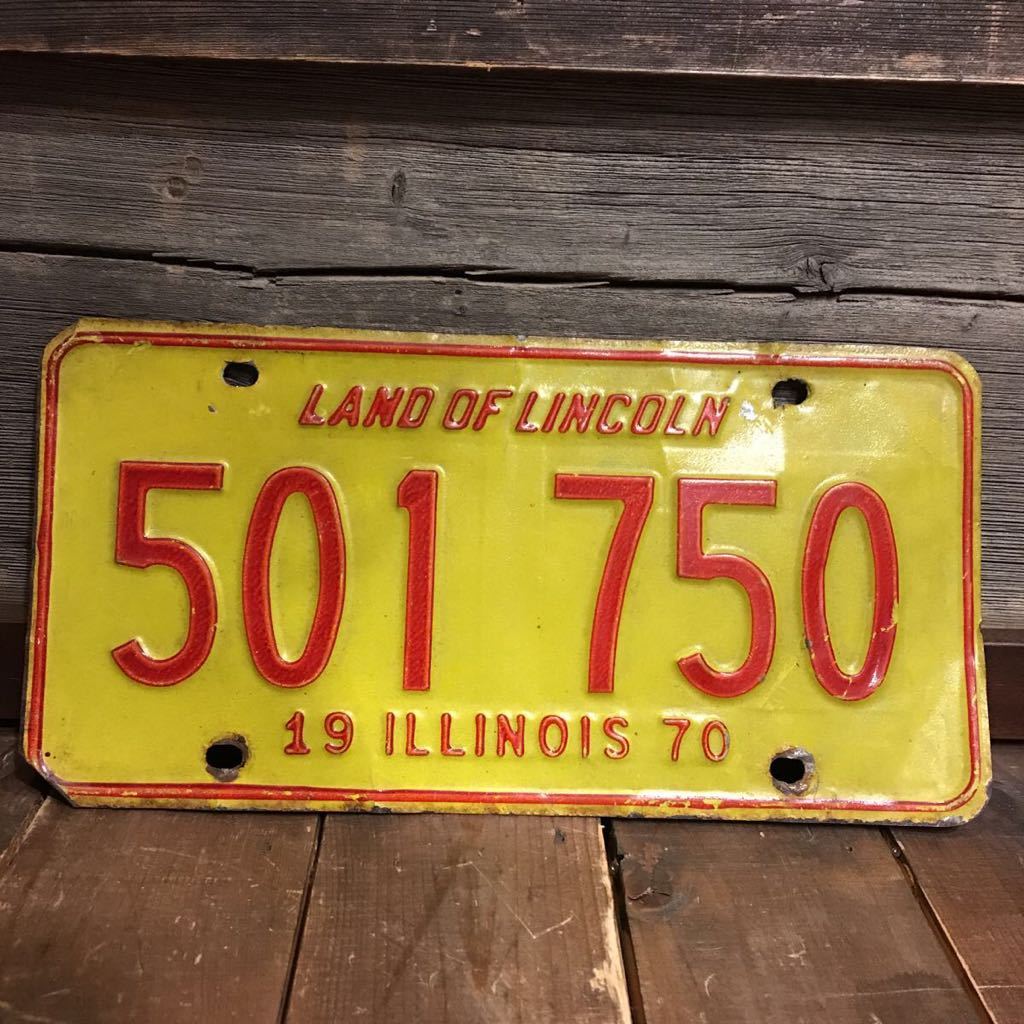 LAND OF LINCOLN
501 750
19 ILLINOIS 70